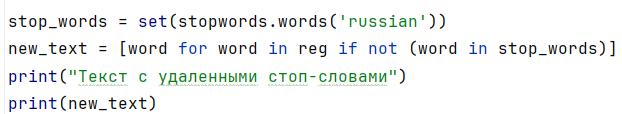 stop_words = set(stopwords.words('russian'))
new_text = [word for word in reg if not (word in stop_words)]
print("Текст с удаленными стоп-словами")
print(new_text)